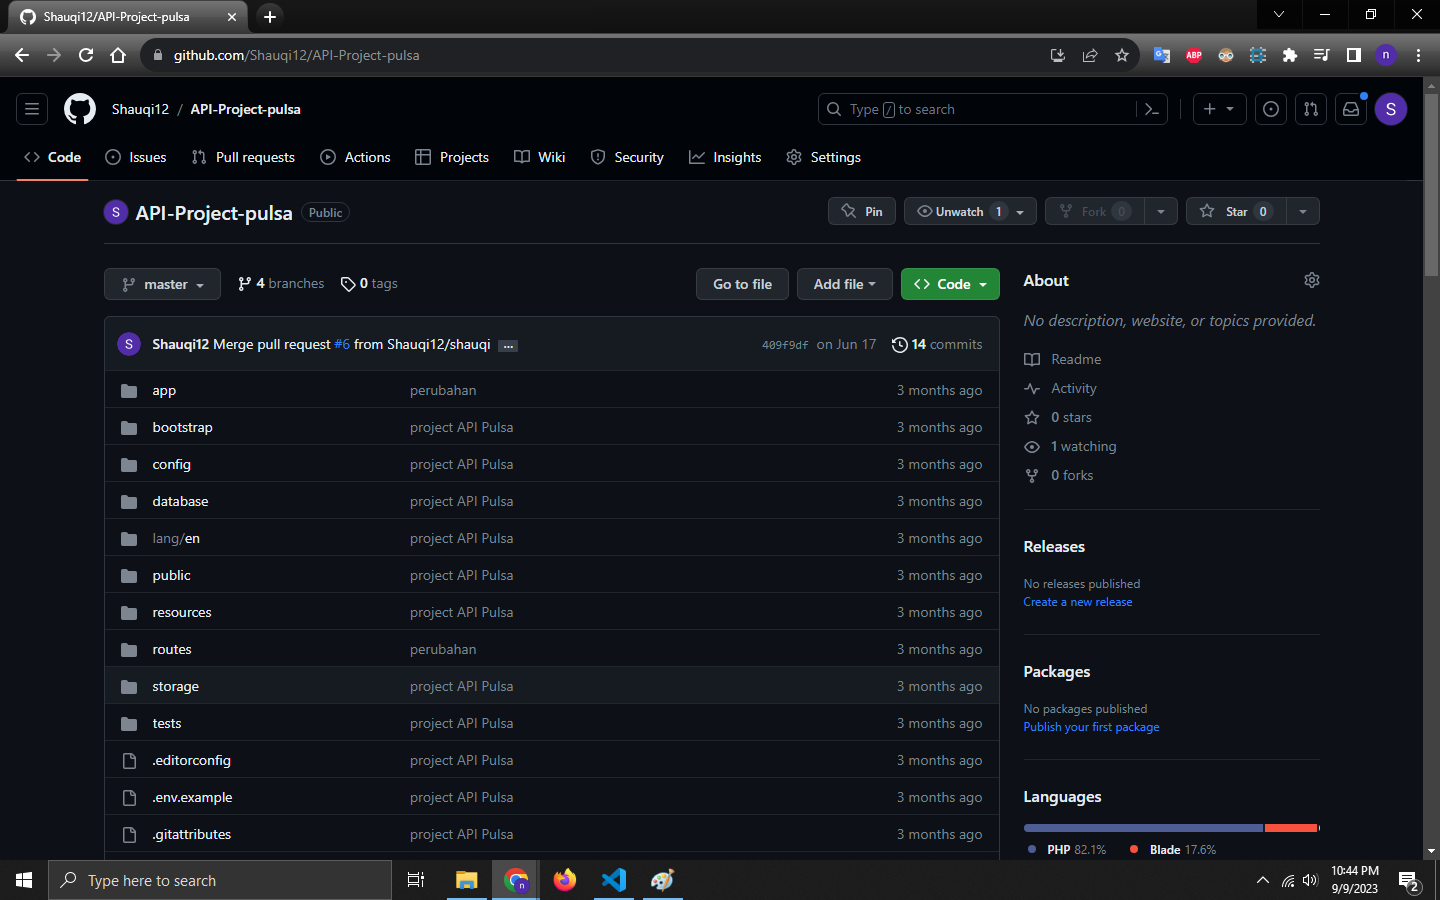 Shauqi12/API-Project-pulsa
github.com/Shauqi12/API-Project-pulsa
ABP
n
Shauqi12 / API-Project-pulsa
Type / to search
S
Code Issues Pull requests Actions Projects Wiki Security Insights Settings
S API-Project-pulsa Public
Pin Unwatch 1 Fork 0 Star 0
master 4 branches 0 tags Go to file Add file Code
S Shauqi12 Merge pull request #6 from Shauqi12/shauqi ... 409f9df on Jun 17 14 commits
app perubahan 3 months ago
bootstrap project API Pulsa 3 months ago
config project API Pulsa 3 months ago
database project API Pulsa 3 months ago
lang/en project API Pulsa 3 months ago
public project API Pulsa 3 months ago
resources project API Pulsa 3 months ago
routes perubahan 3 months ago
storage project API Pulsa 3 months ago
tests project API Pulsa 3 months ago
.editorconfig project API Pulsa 3 months ago
.env.example project API Pulsa 3 months ago
.gitattributes project API Pulsa 3 months ago
About
No description, website, or topics provided.
Readme
Activity
0 stars
1 watching
0 forks
Releases
No releases published
Create a new release
Packages
No packages published
Publish your first package
Languages
PHP 82.1% Blade 17.6%
Type here to search
n
10:44 PM
9/9/2023
2